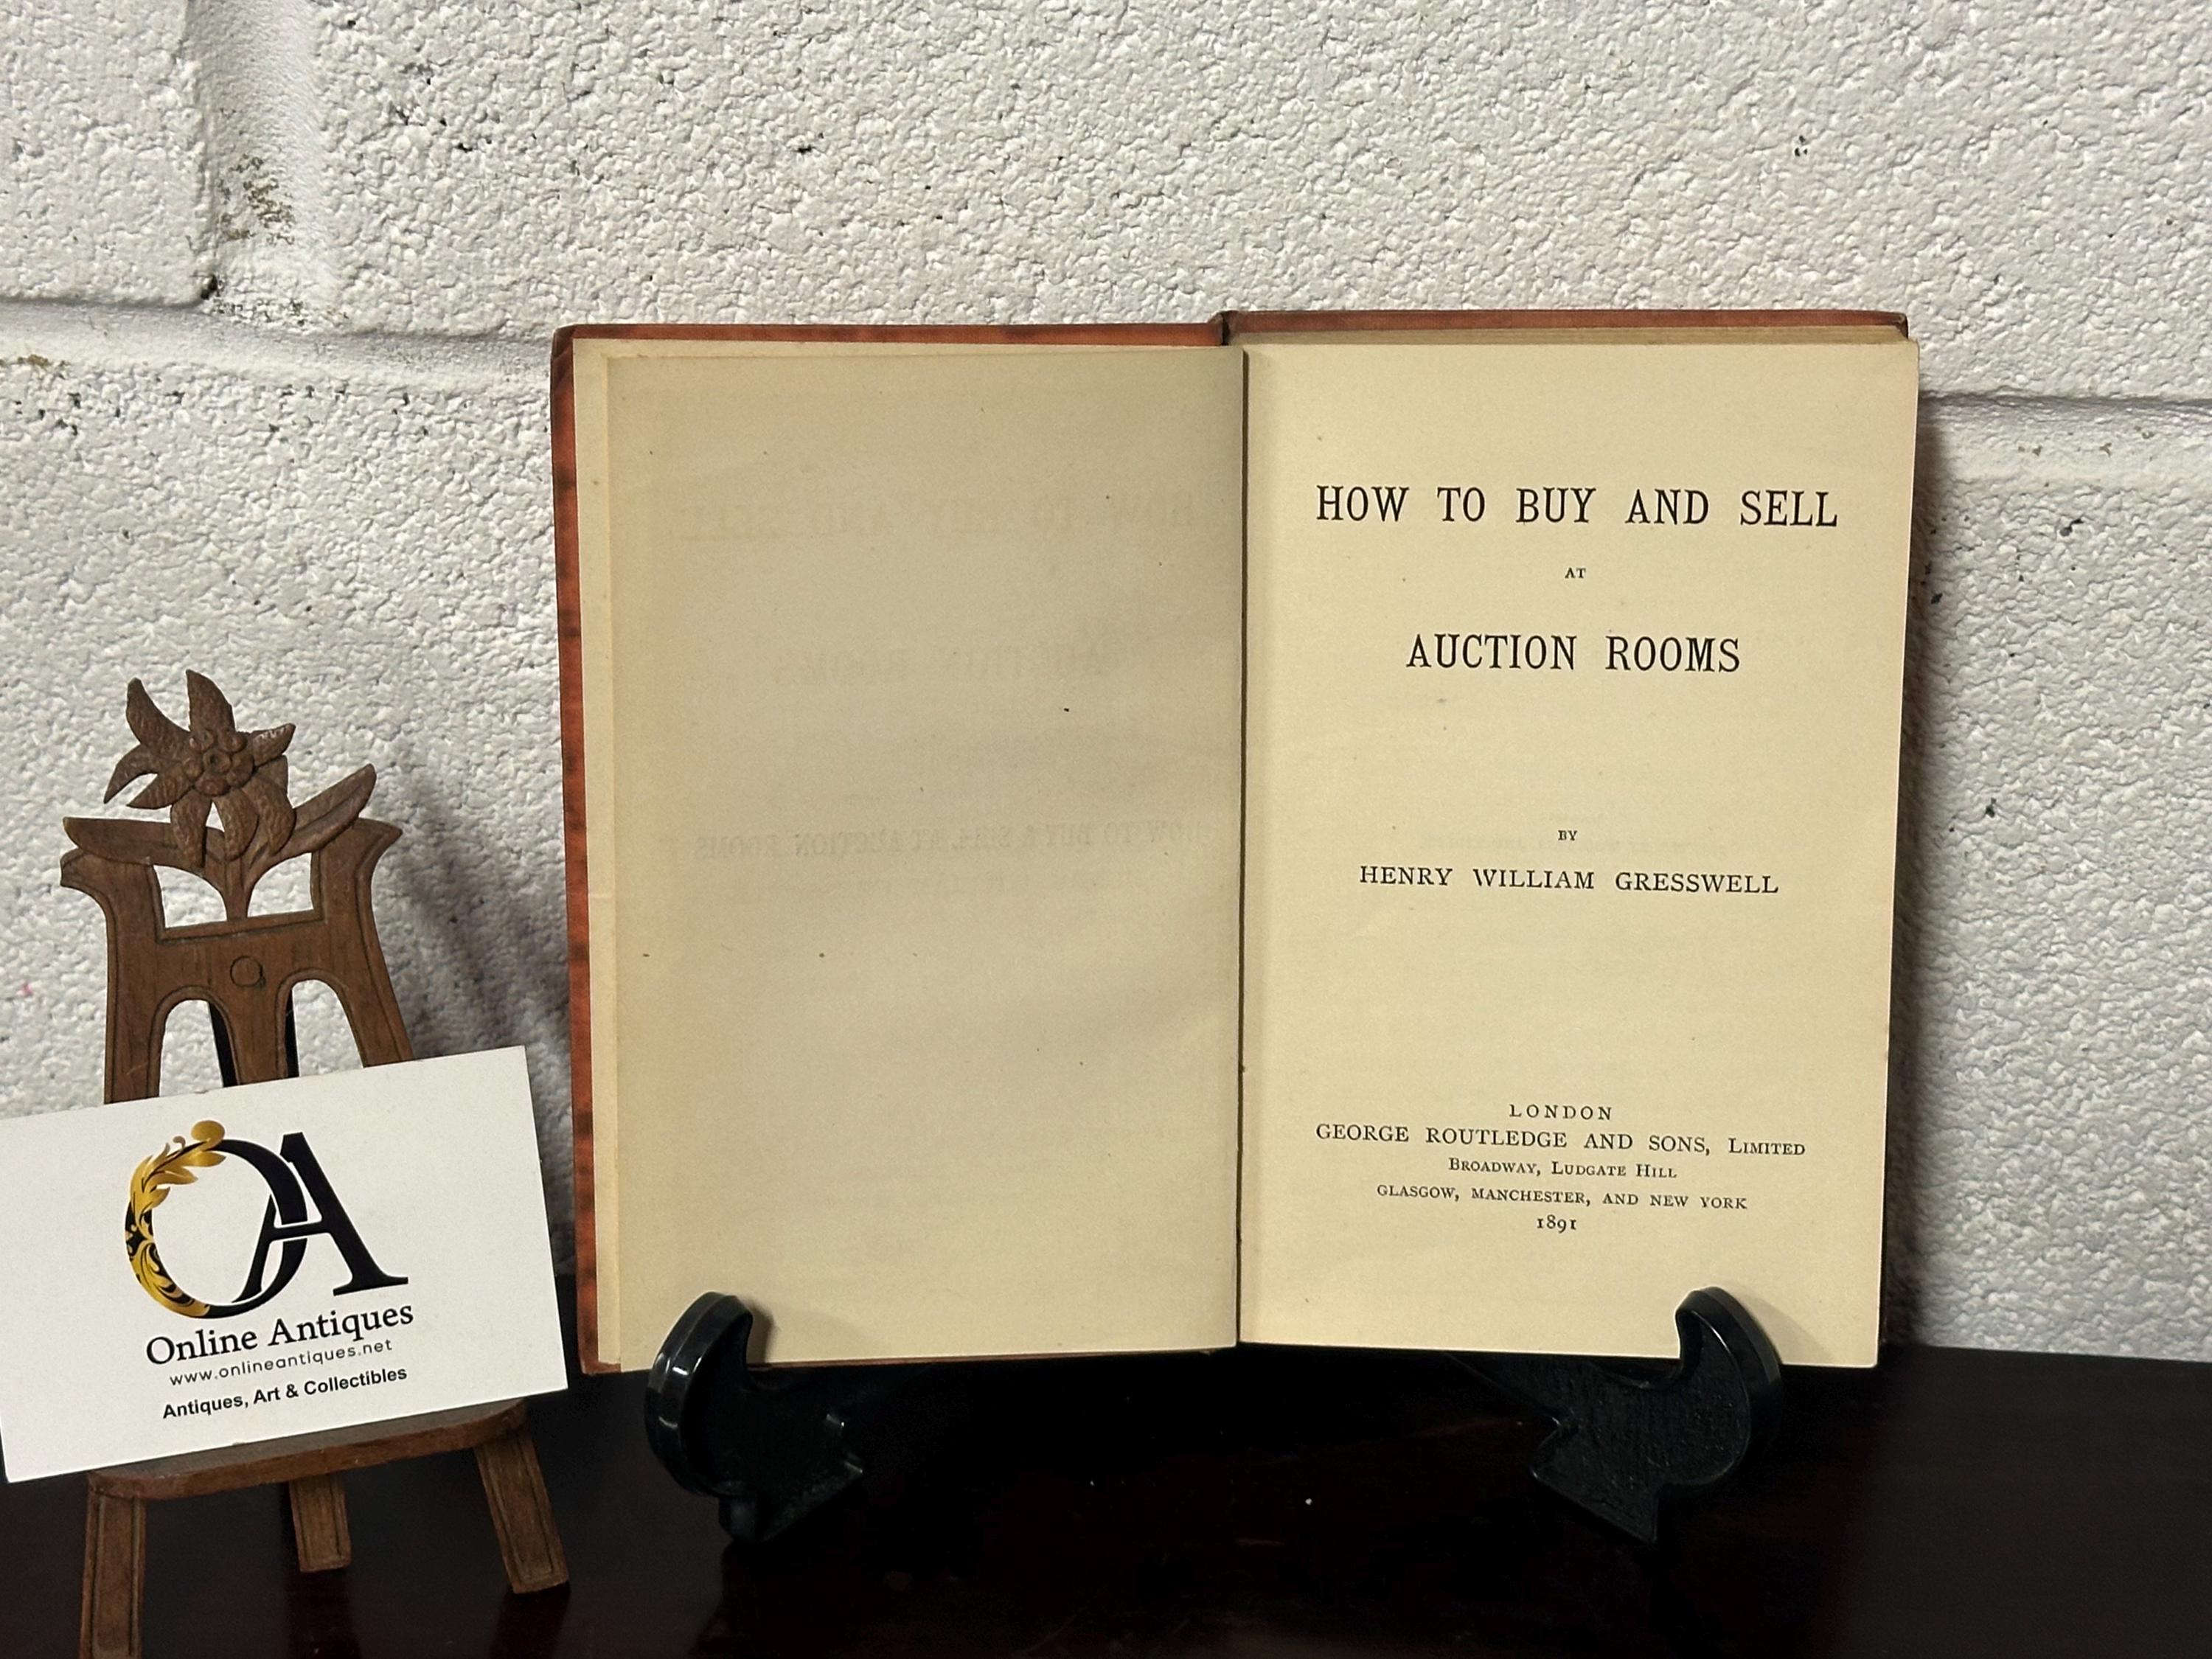 HOW TO BUY AND SELL
AT
AUCTION ROOMS
BY
HENRY WILLIAM GRESSWELL
LONDON
GEORGE ROUTLEDGE AND SONS, LIMITED
BROADWAY, LUDGATE HILL
GLASGOW, MANCHESTER, AND NEW YORK
1891
OA
Online Antiques
www.onlineantiques.net
Antiques, Art & Collectibles